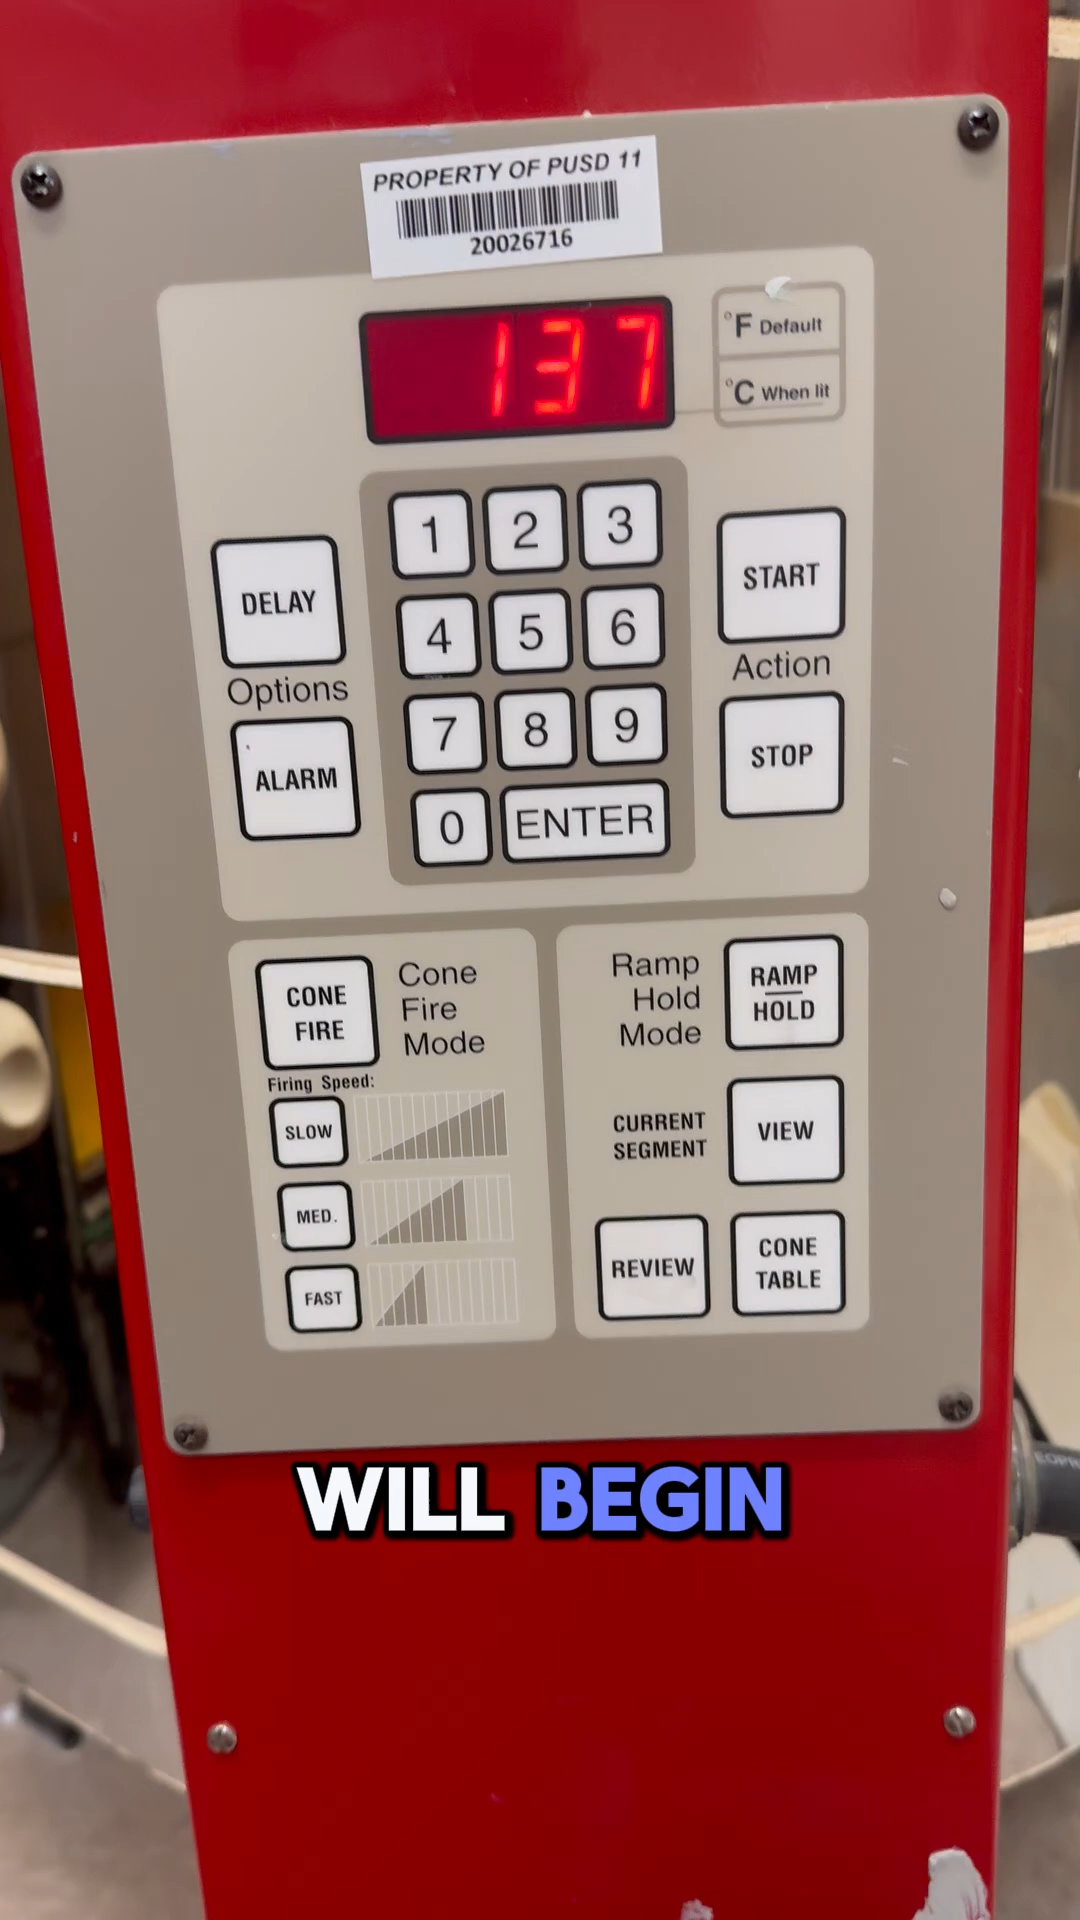 PROPERTY OF PUSD 11
20026716
137
°F Default
°C When lit
DELAY
Options
ALARM
1 2 3
4 5 6
7 8 9
0 ENTER
START
Action
STOP
CONE
FIRE
Cone
Fire
Mode
Firing Speed:
SLOW
MED.
FAST
Ramp
Hold
Mode
RAMP
HOLD
CURRENT
SEGMENT
VIEW
REVIEW
CONE
TABLE
WILL BEGIN